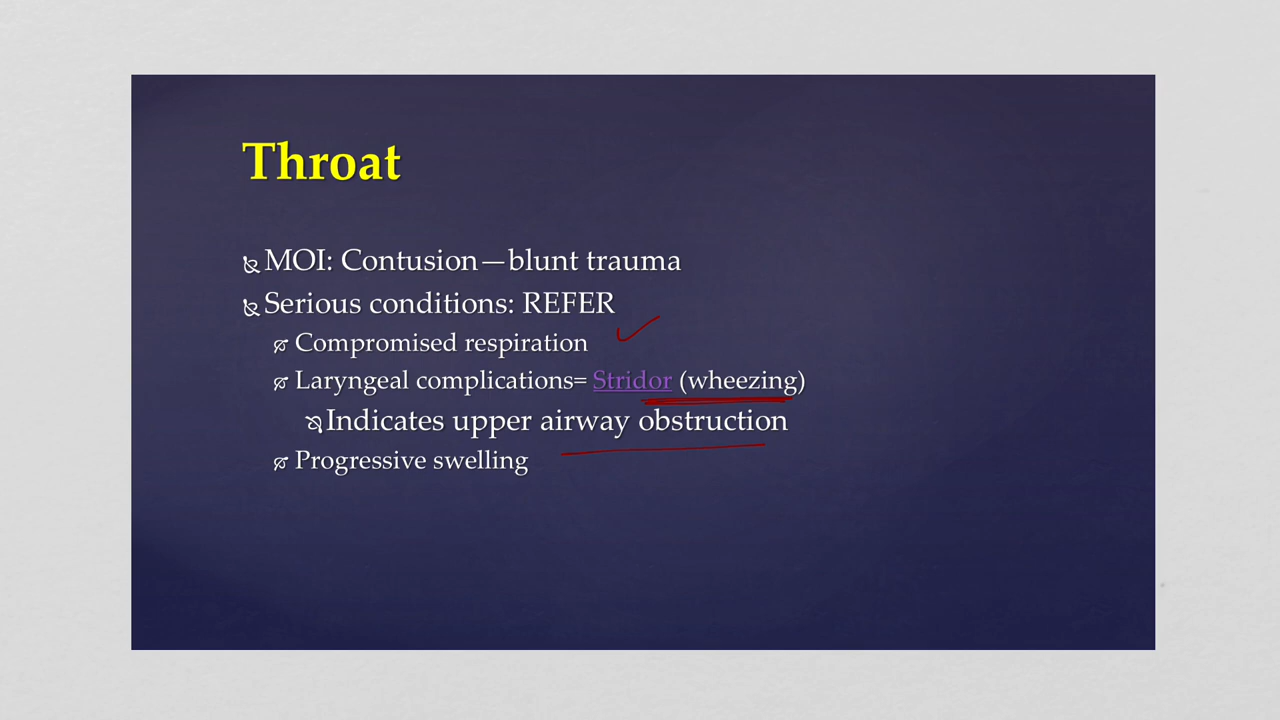 Throat
MOI: Contusion—blunt trauma
Serious conditions: REFER
Compromised respiration
Laryngeal complications= Stridor (wheezing)
Indicates upper airway obstruction
Progressive swelling